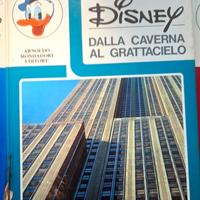 DISNEY
DALLA CAVERNA
AL GRATTACIELO
ARNOLDO
MONDADORI
EDITORE